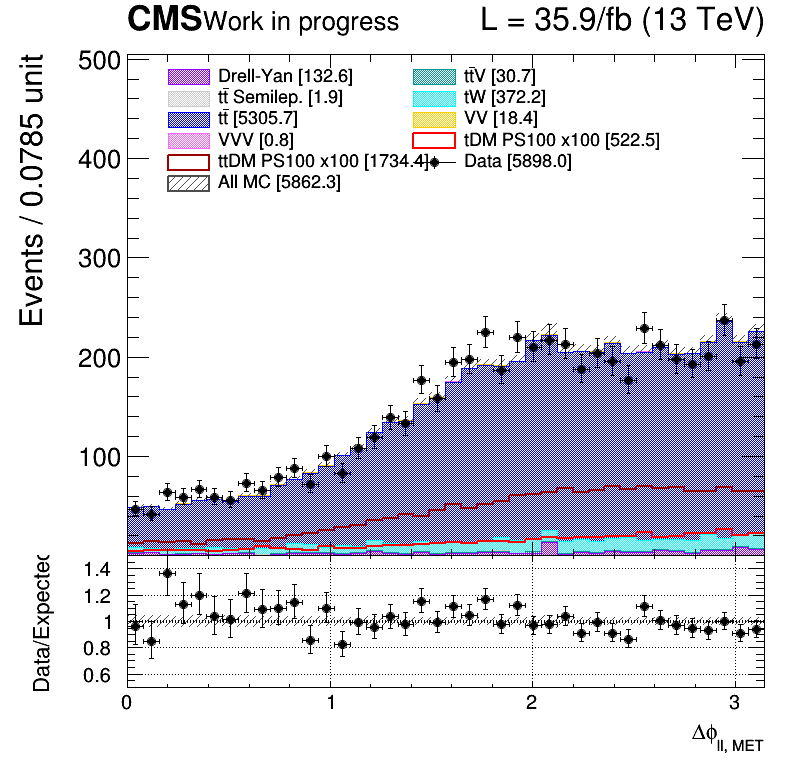 CMS Work in progress L = 35.9/fb (13 TeV)
Events / 0.0785 unit
500
400
300
200
100
Drell-Yan [132.6]
tt̄V [30.7]
tt̄ Semilep. [1.9]
tW [372.2]
tt̄ [5305.7]
VV [18.4]
VVV [0.8]
tDM PS100 x100 [522.5]
ttDM PS100 x100 [1734.4]
Data [5898.0]
All MC [5862.3]
Data/Expected
1.4
1.2
1
0.8
0.6
0 1 2 3
Δϕll, MET